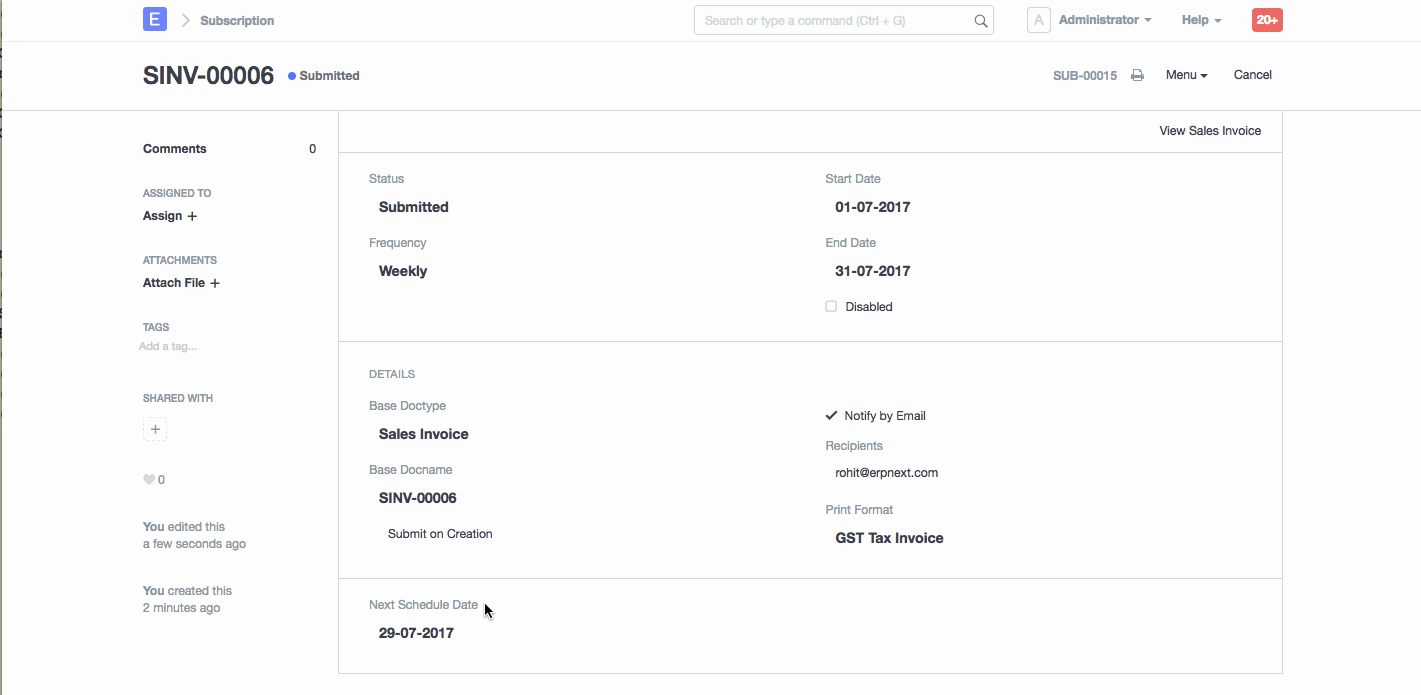 E Subscription Search or type a command (Ctrl + G) A Administrator Help 20+
SINV-00006 Submitted SUB-00015 Menu Cancel
View Sales Invoice
Comments 0
ASSIGNED TO
Assign +
ATTACHMENTS
Attach File +
TAGS
Add a tag...
SHARED WITH
+
0
You edited this
a few seconds ago
You created this
2 minutes ago
Status
Submitted
Frequency
Weekly
Start Date
01-07-2017
End Date
31-07-2017
Disabled
DETAILS
Base Doctype
Sales Invoice
Base Docname
SINV-00006
Submit on Creation
Notify by Email
Recipients
rohit@erpnext.com
Print Format
GST Tax Invoice
Next Schedule Date
29-07-2017